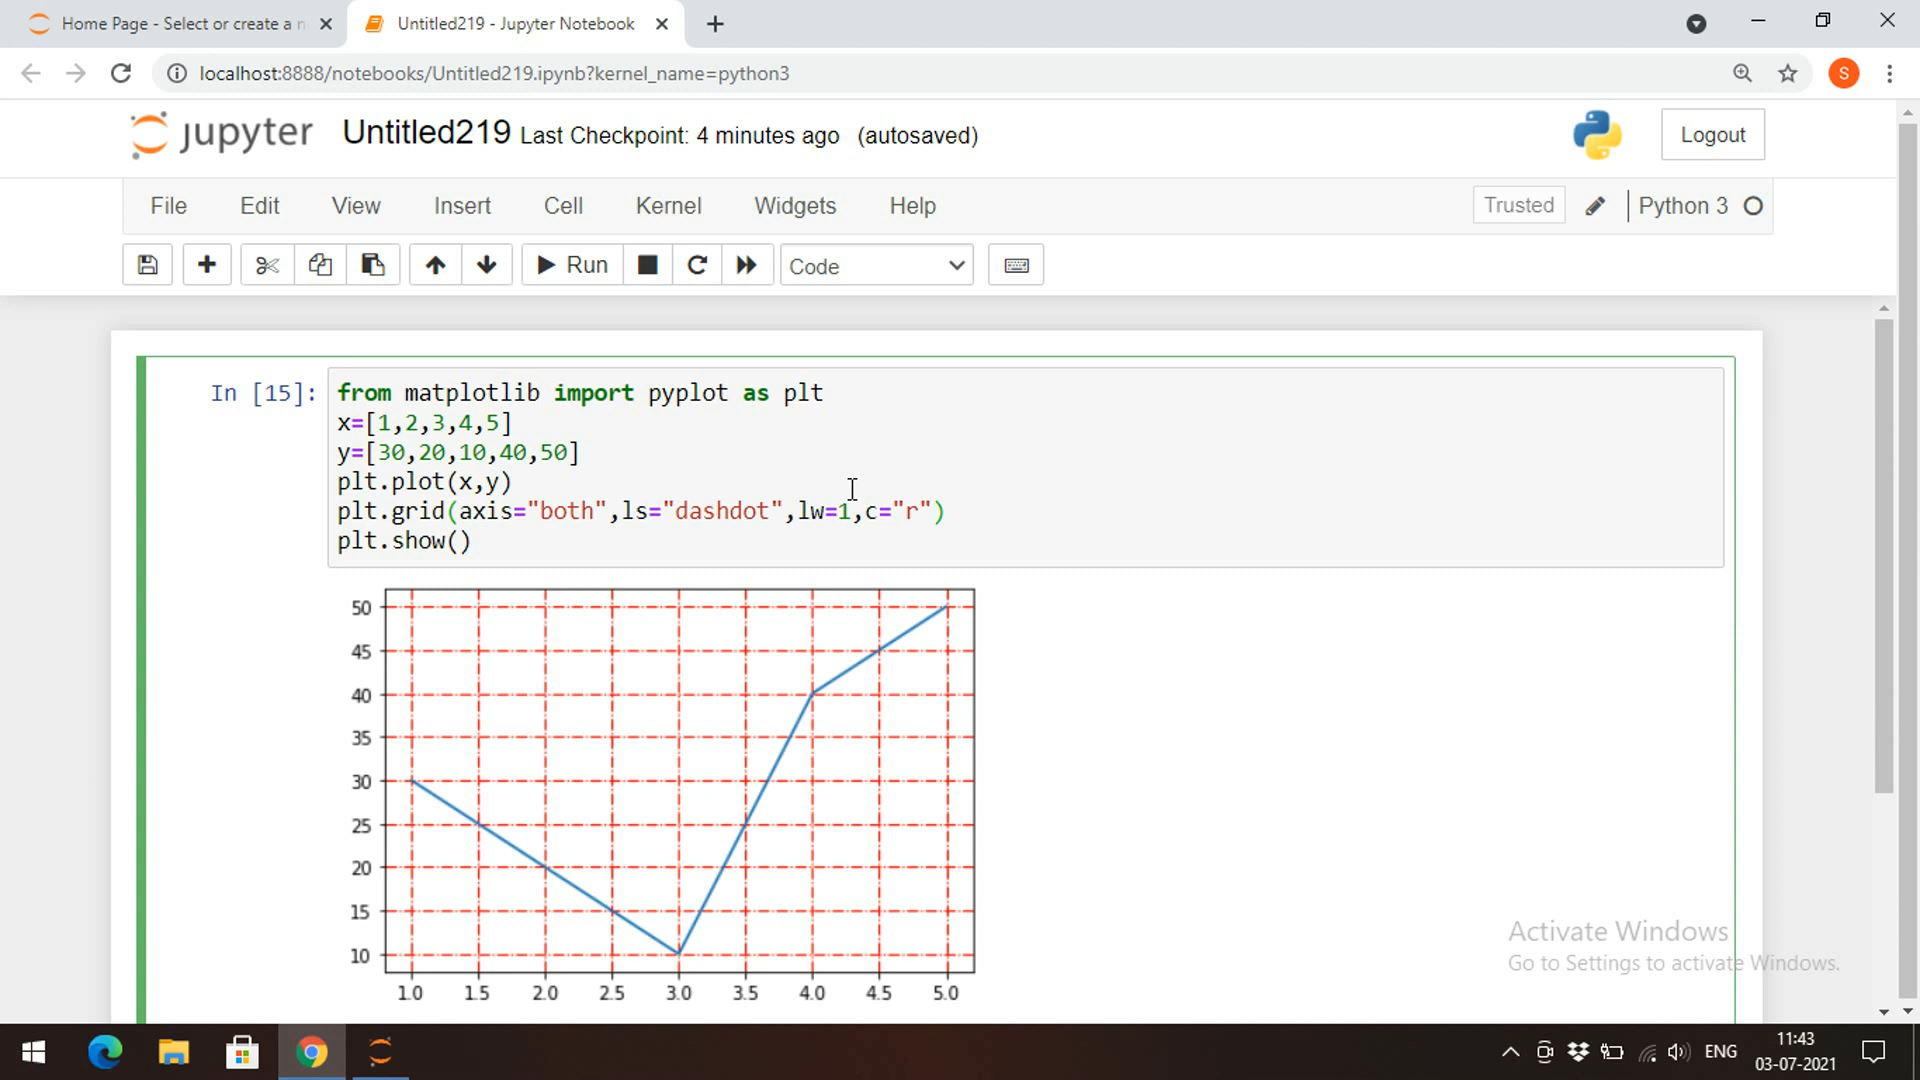 Home Page - Select or create a n
Untitled219 - Jupyter Notebook
localhost:8888/notebooks/Untitled219.ipynb?kernel_name=python3
S
jupyter Untitled219 Last Checkpoint: 4 minutes ago (autosaved)
Logout
File Edit View Insert Cell Kernel Widgets Help
Trusted
Python 3
Run
Code
In [15]: from matplotlib import pyplot as plt
x=[1,2,3,4,5]
y=[30,20,10,40,50]
plt.plot(x,y)
plt.grid(axis="both",ls="dashdot",lw=1,c="r")
plt.show()
50
45
40
35
30
25
20
15
10
1.0 1.5 2.0 2.5 3.0 3.5 4.0 4.5 5.0
Activate Windows
Go to Settings to activate Windows.
ENG
11:43
03-07-2021